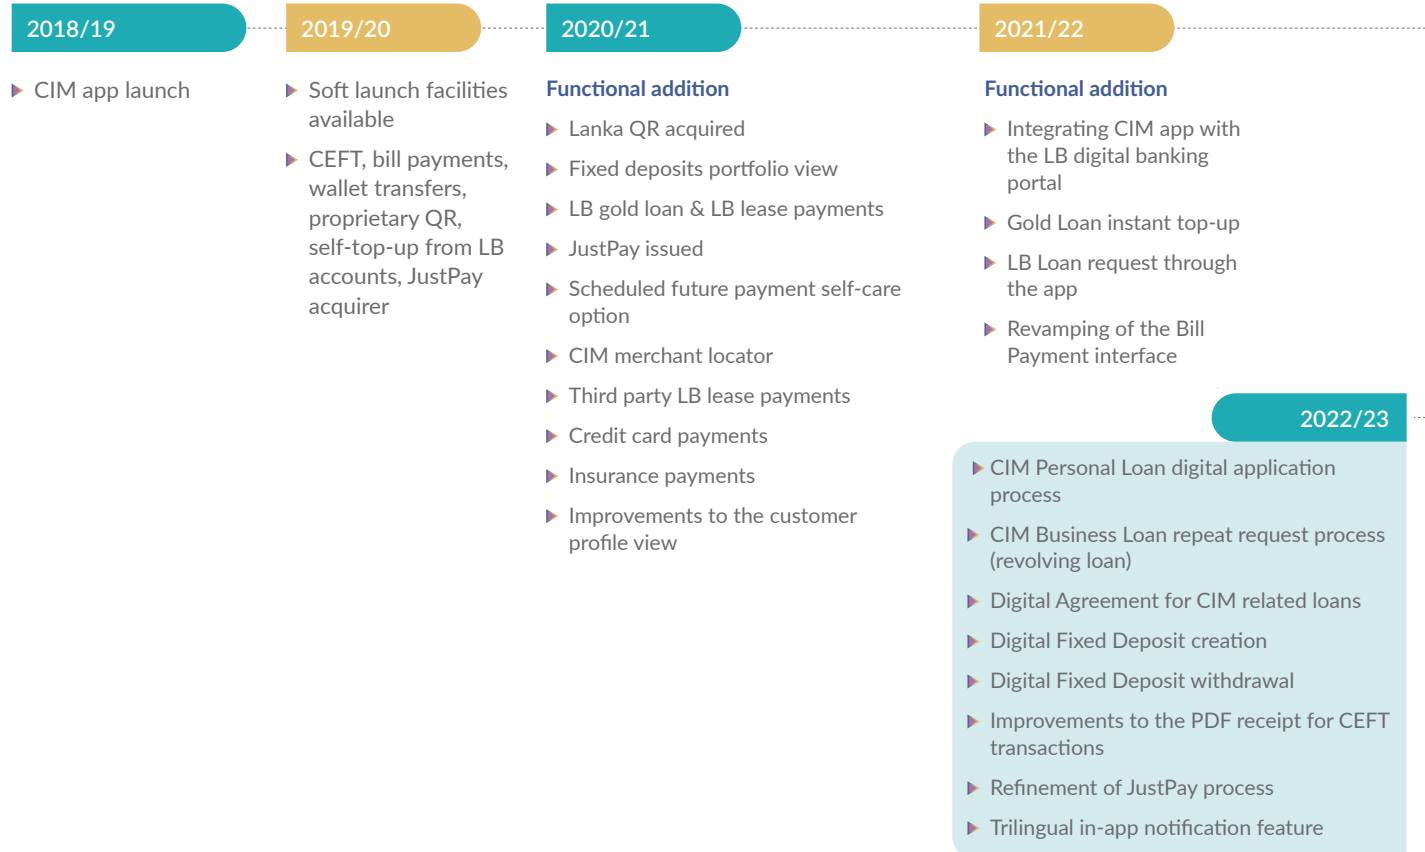 2018/19
CIM app launch
2019/20
Soft launch facilities
available
CEFT, bill payments,
wallet transfers,
proprietary QR,
self-top-up from LB
accounts, JustPay
acquirer
2020/21
Functional addition
Lanka QR acquired
Fixed deposits portfolio view
LB gold loan & LB lease payments
JustPay issued
Scheduled future payment self-care
option
CIM merchant locator
Third party LB lease payments
Credit card payments
Insurance payments
Improvements to the customer
profile view
2021/22
Functional addition
Integrating CIM app with
the LB digital banking
portal
Gold Loan instant top-up
LB Loan request through
the app
Revamping of the Bill
Payment interface
2022/23
CIM Personal Loan digital application
process
CIM Business Loan repeat request process
(revolving loan)
Digital Agreement for CIM related loans
Digital Fixed Deposit creation
Digital Fixed Deposit withdrawal
Improvements to the PDF receipt for CEFT
transactions
Refinement of JustPay process
Trilingual in-app notification feature